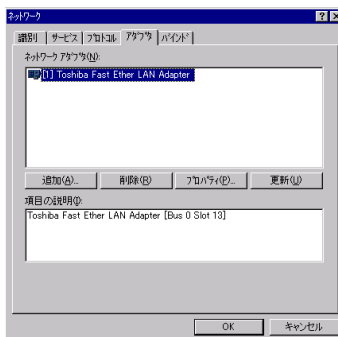 ネットワーク
識別 サービス プロトコル アダプタ バインド
ネットワーク アダプタ(N):
[1] Toshiba Fast Ether LAN Adapter
追加(A)... 削除(R) プロパティ(P)... 更新(U)
項目の説明(I):
Toshiba Fast Ether LAN Adapter [Bus 0 Slot 13]
OK キャンセル